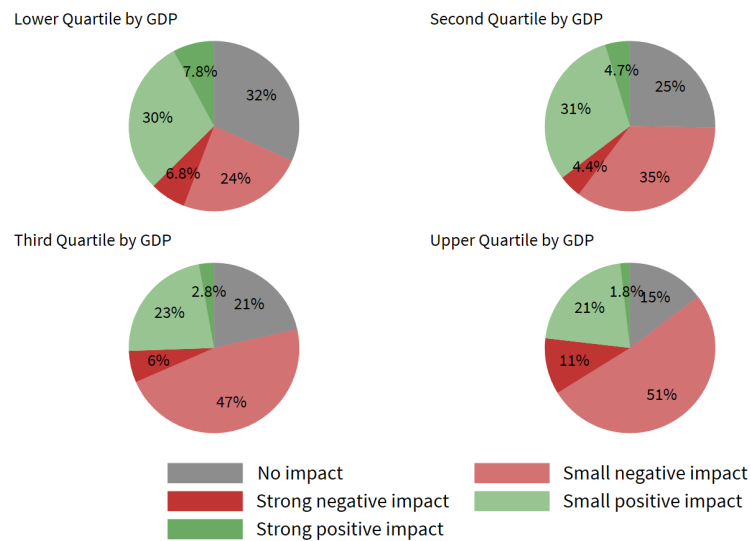 Lower Quartile by GDP
7.8%
32%
30%
6.8%
24%
Second Quartile by GDP
4.7%
25%
31%
4.4%
35%
Third Quartile by GDP
2.8%
21%
23%
6%
47%
Upper Quartile by GDP
1.8%
15%
21%
11%
51%
No impact
Small negative impact
Strong negative impact
Small positive impact
Strong positive impact